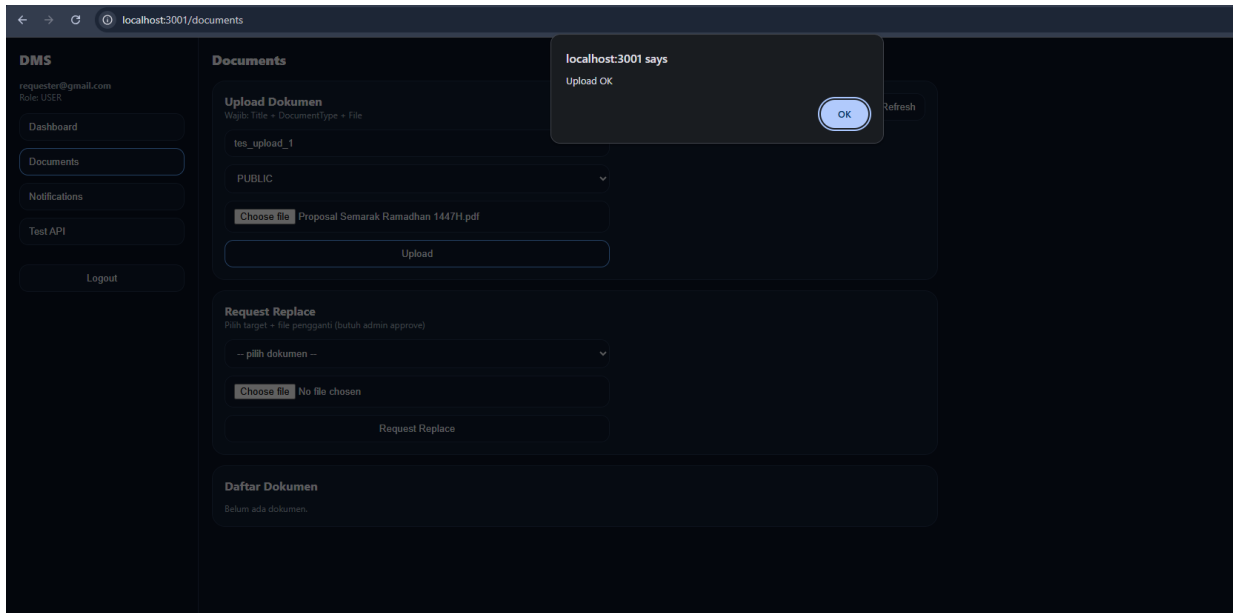 localhost:3001/documents
DMS
requester@gmail.com
Role: USER
Dashboard
Documents
Notifications
Test API
Logout
Documents
localhost:3001 says
Upload OK
OK
Upload Dokumen
Wajib: Title + DocumentType + File
Refresh
tes_upload_1
PUBLIC
Choose file Proposal Semarak Ramadhan 1447H.pdf
Upload
Request Replace
Pilih target + file pengganti (butuh admin approve)
-- pilih dokumen --
Choose file No file chosen
Request Replace
Daftar Dokumen
Belum ada dokumen.